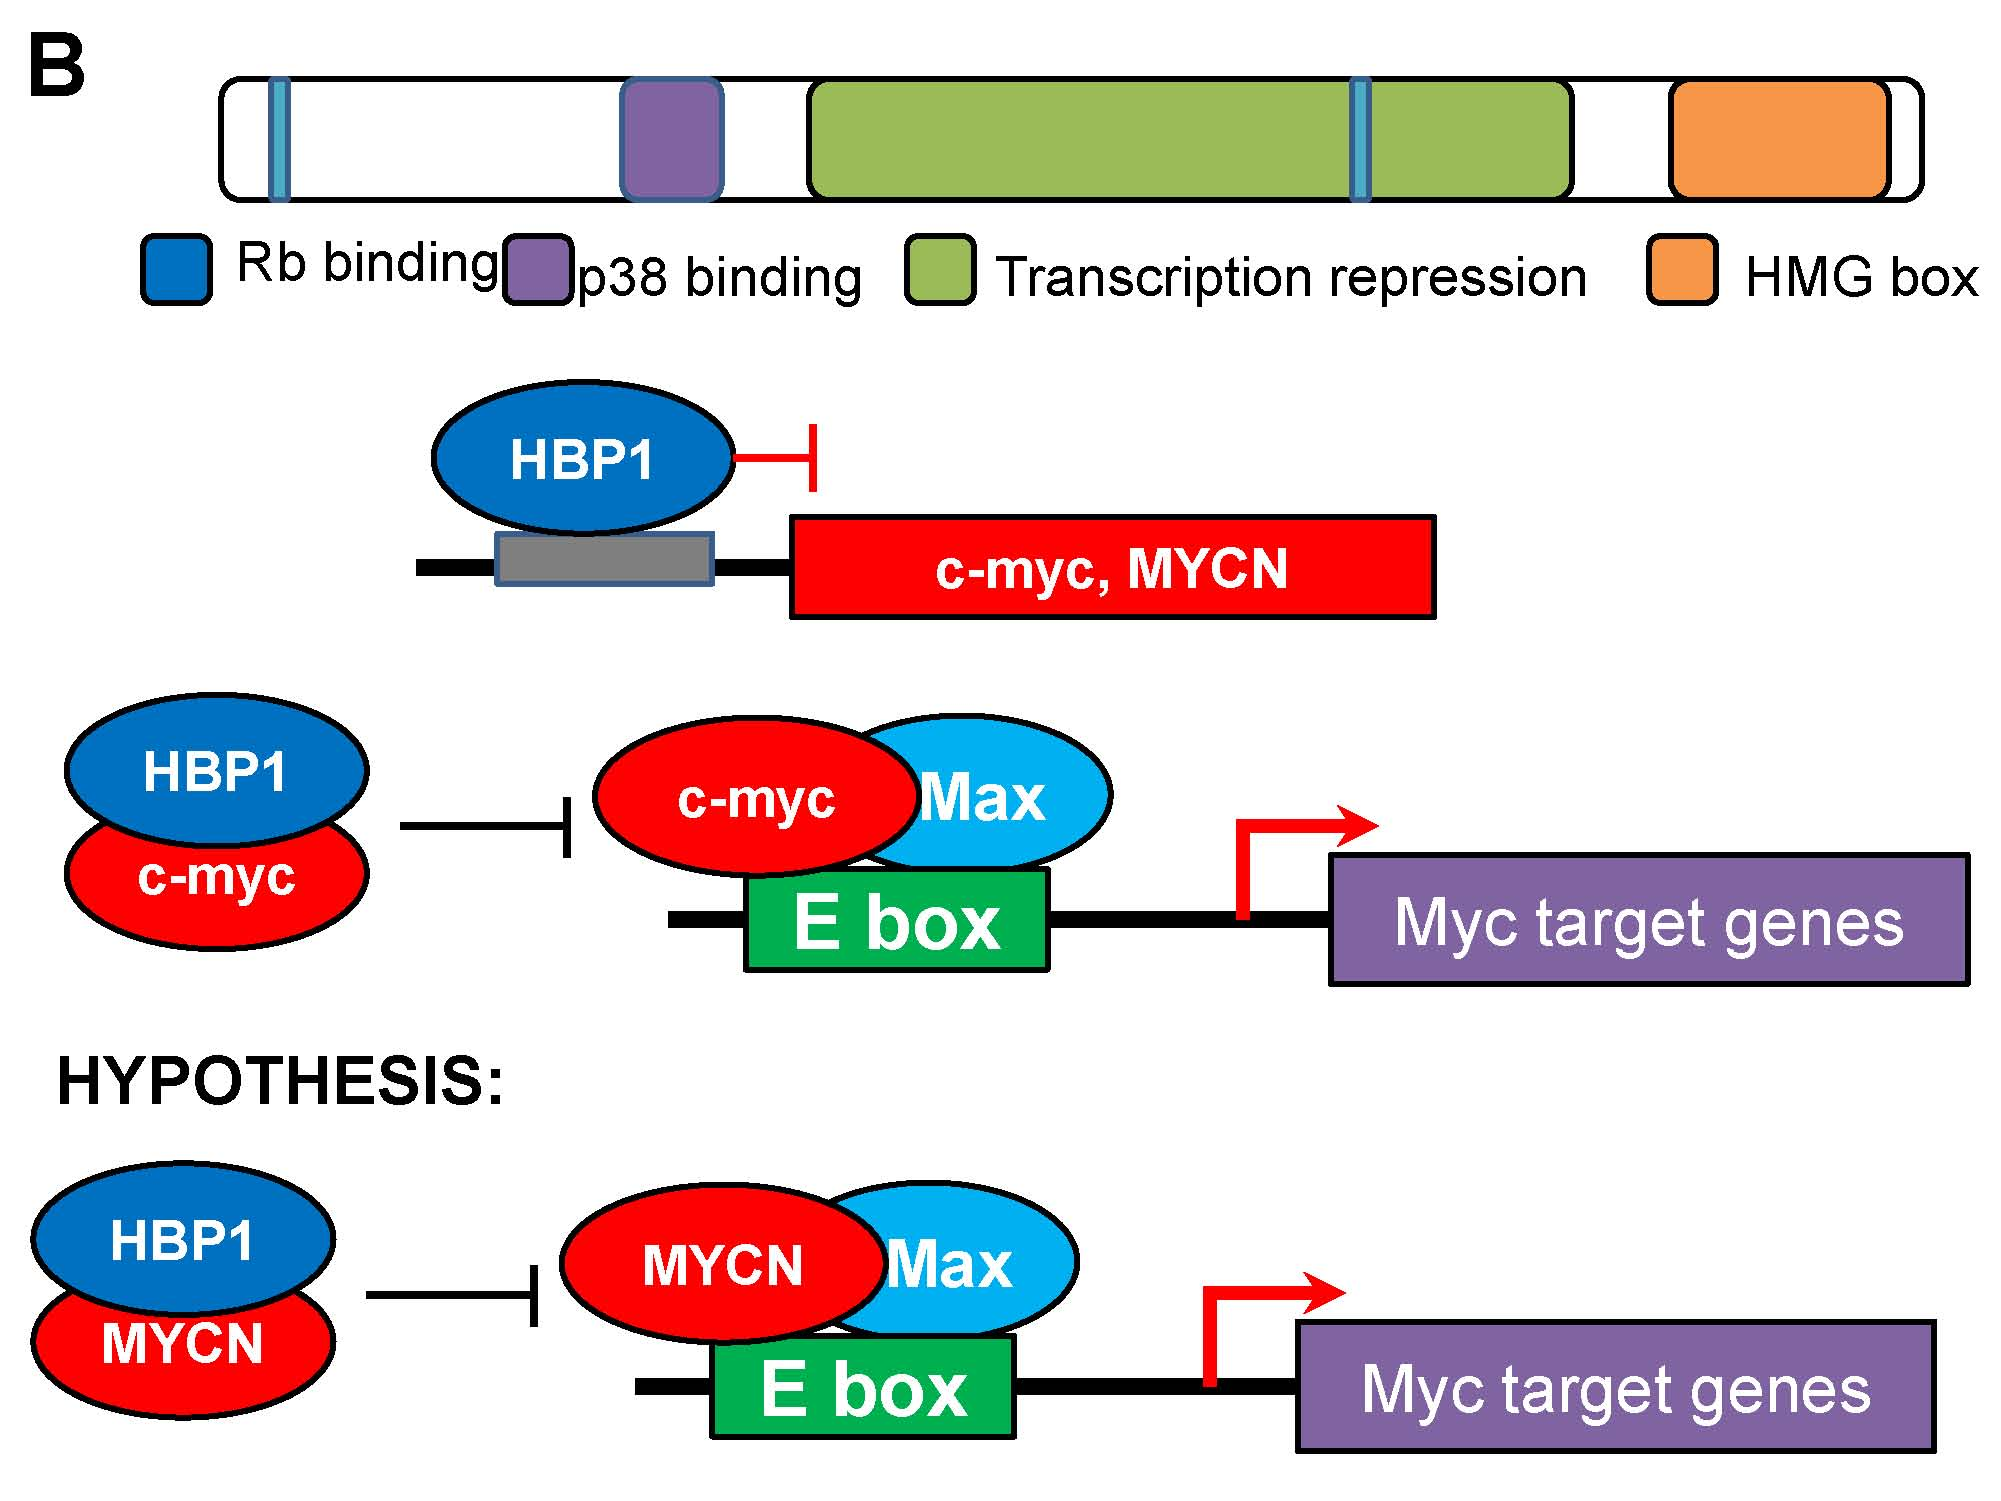 B
Rb binding p38 binding Transcription repression HMG box
HBP1
c-myc, MYCN
HBP1
c-myc
c-myc Max
E box
Myc target genes
HYPOTHESIS:
HBP1
MYCN
MYCN Max
E box
Myc target genes